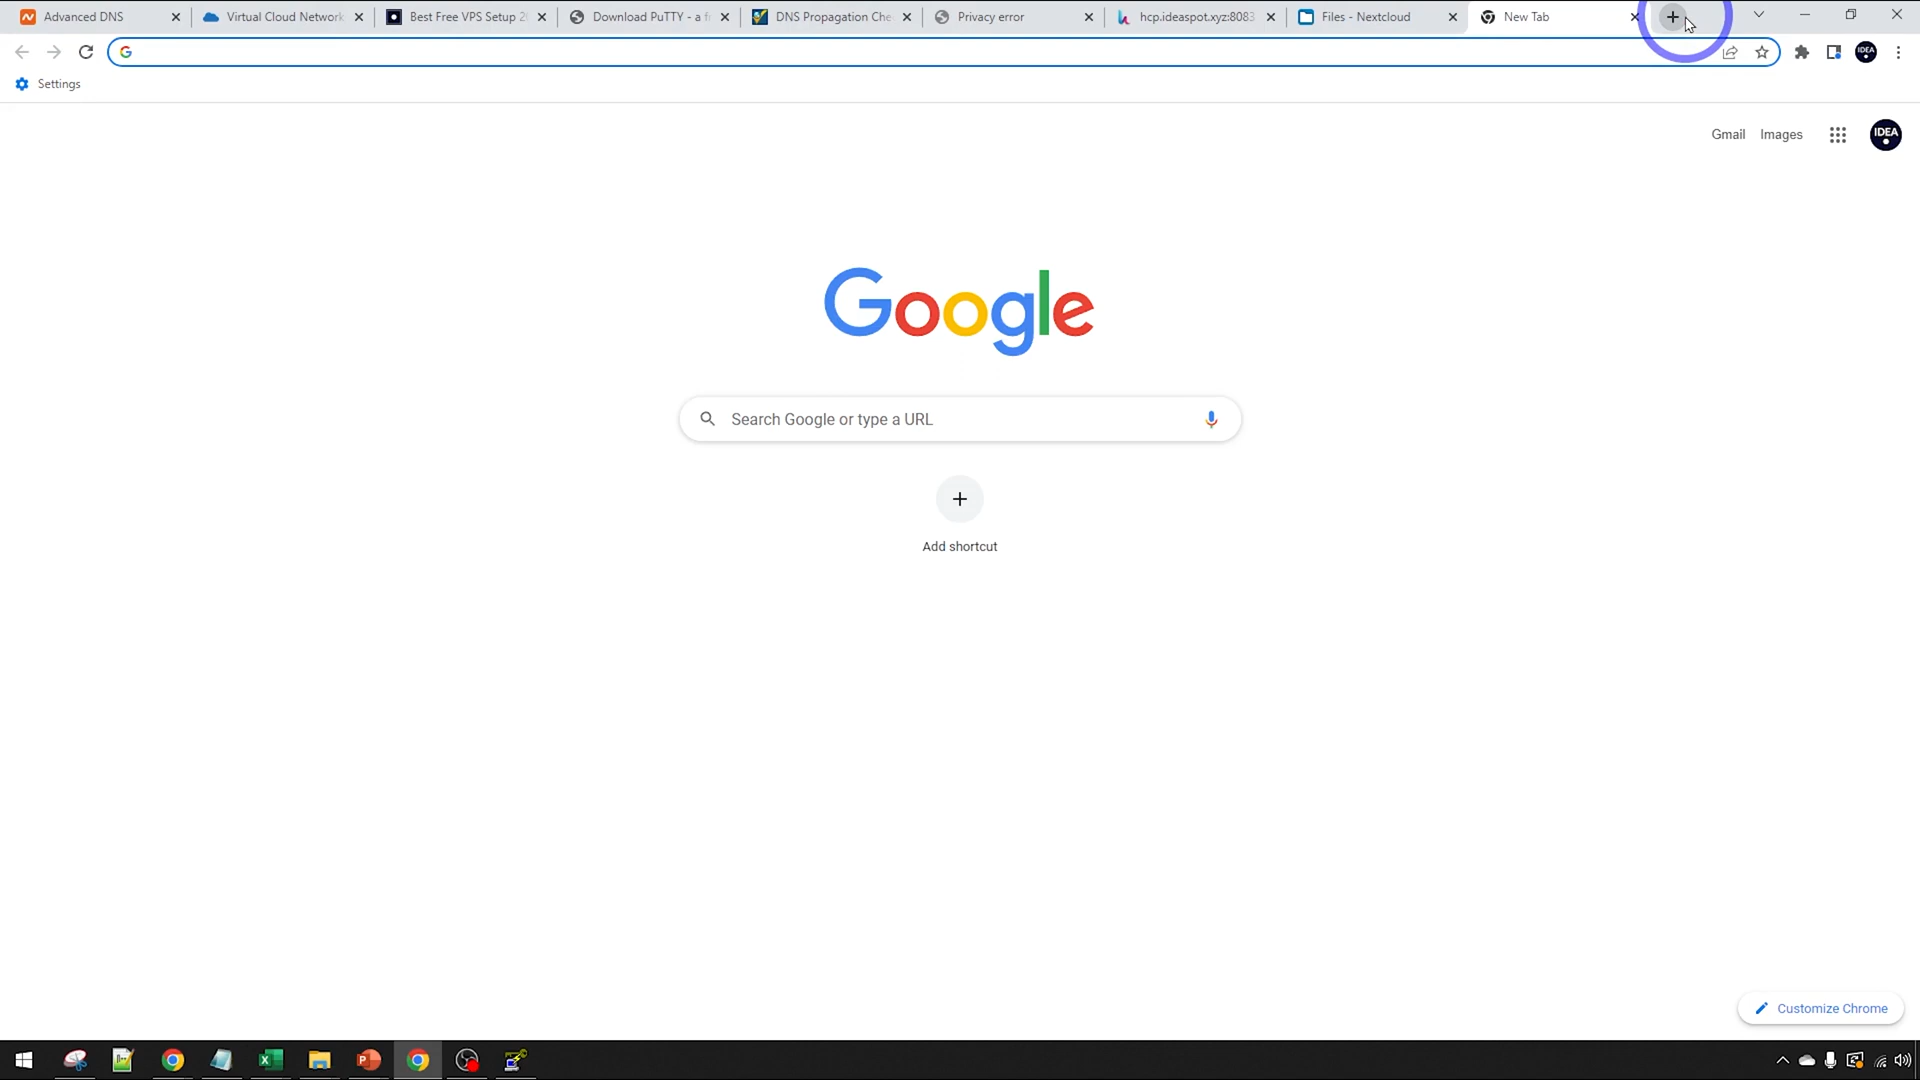 Advanced DNS
Virtual Cloud Network
Best Free VPS Setup 2
Download PuTTY - a f
DNS Propagation Che
Privacy error
hcp.ideaspot.xyz:8083
Files - Nextcloud
New Tab
Settings
IDEA
Gmail
Images
IDEA
Google
Search Google or type a URL
Add shortcut
Customize Chrome